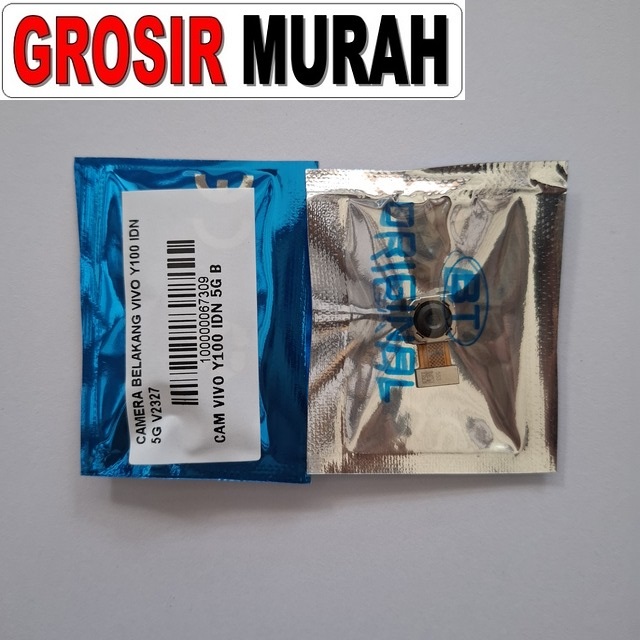 GROSIR MURAH
CAMERA BELAKANG VIVO Y100 IDN
5G V2327
100000067309
CAM VIVO Y100 IDN 5G B
BT
ORIGINAL